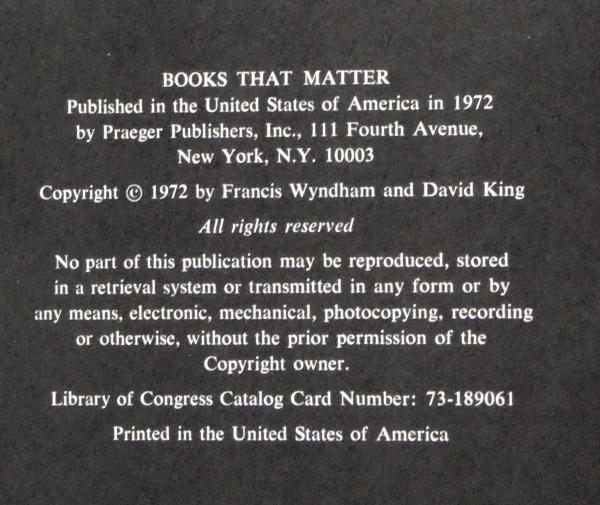 BOOKS THAT MATTER
Published in the United States of America in 1972
by Praeger Publishers, Inc., 111 Fourth Avenue,
New York, N.Y. 10003
Copyright © 1972 by Francis Wyndham and David King
All rights reserved
No part of this publication may be reproduced, stored
in a retrieval system or transmitted in any form or by
any means, electronic, mechanical, photocopying, recording
or otherwise, without the prior permission of the
Copyright owner.
Library of Congress Catalog Card Number: 73-189061
Printed in the United States of America